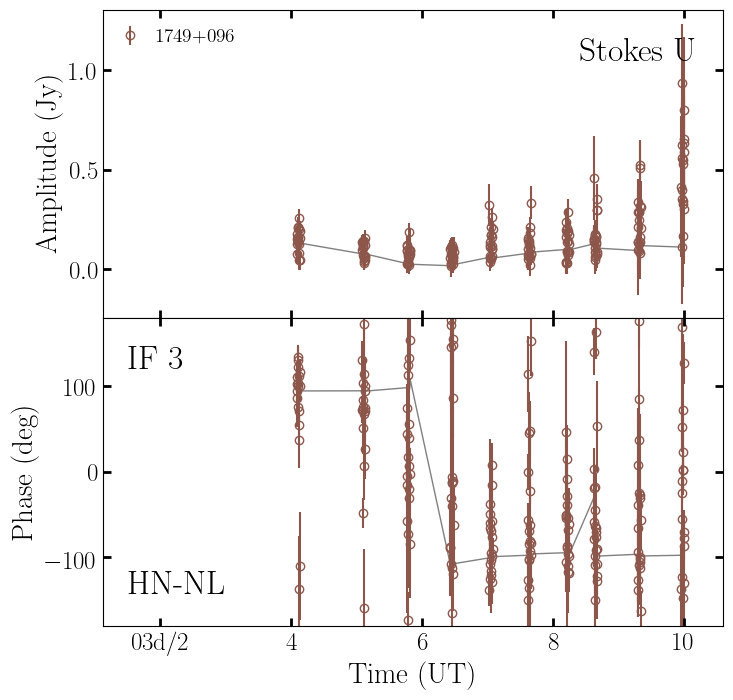 1749+096
Stokes U
1.0
0.5
0.0
Amplitude (Jy)
IF 3
100
0
−100
Phase (deg)
HN-NL
03d/2 4 6 8 10
Time (UT)